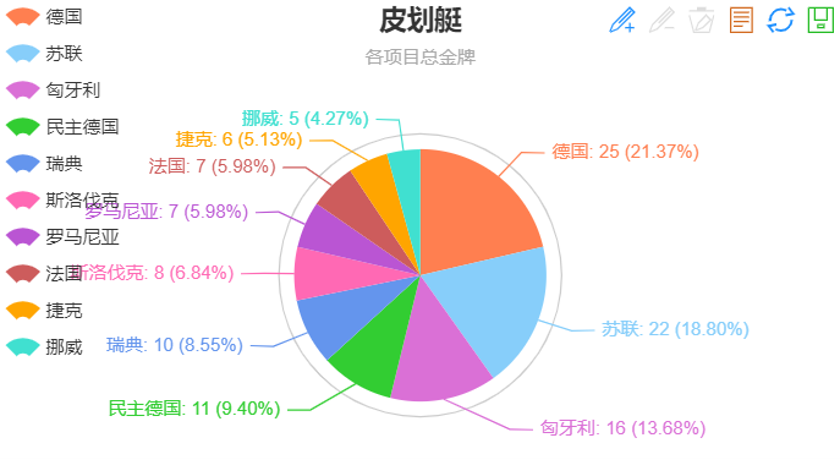 皮划艇
各项目总金牌
德国
苏联
匈牙利
民主德国
瑞典
斯洛伐克
罗马尼亚
法国
捷克
挪威
挪威: 5 (4.27%)
捷克: 6 (5.13%)
法国: 7 (5.98%)
罗马尼亚: 7 (5.98%)
斯洛伐克: 8 (6.84%)
瑞典: 10 (8.55%)
民主德国: 11 (9.40%)
德国: 25 (21.37%)
苏联: 22 (18.80%)
匈牙利: 16 (13.68%)